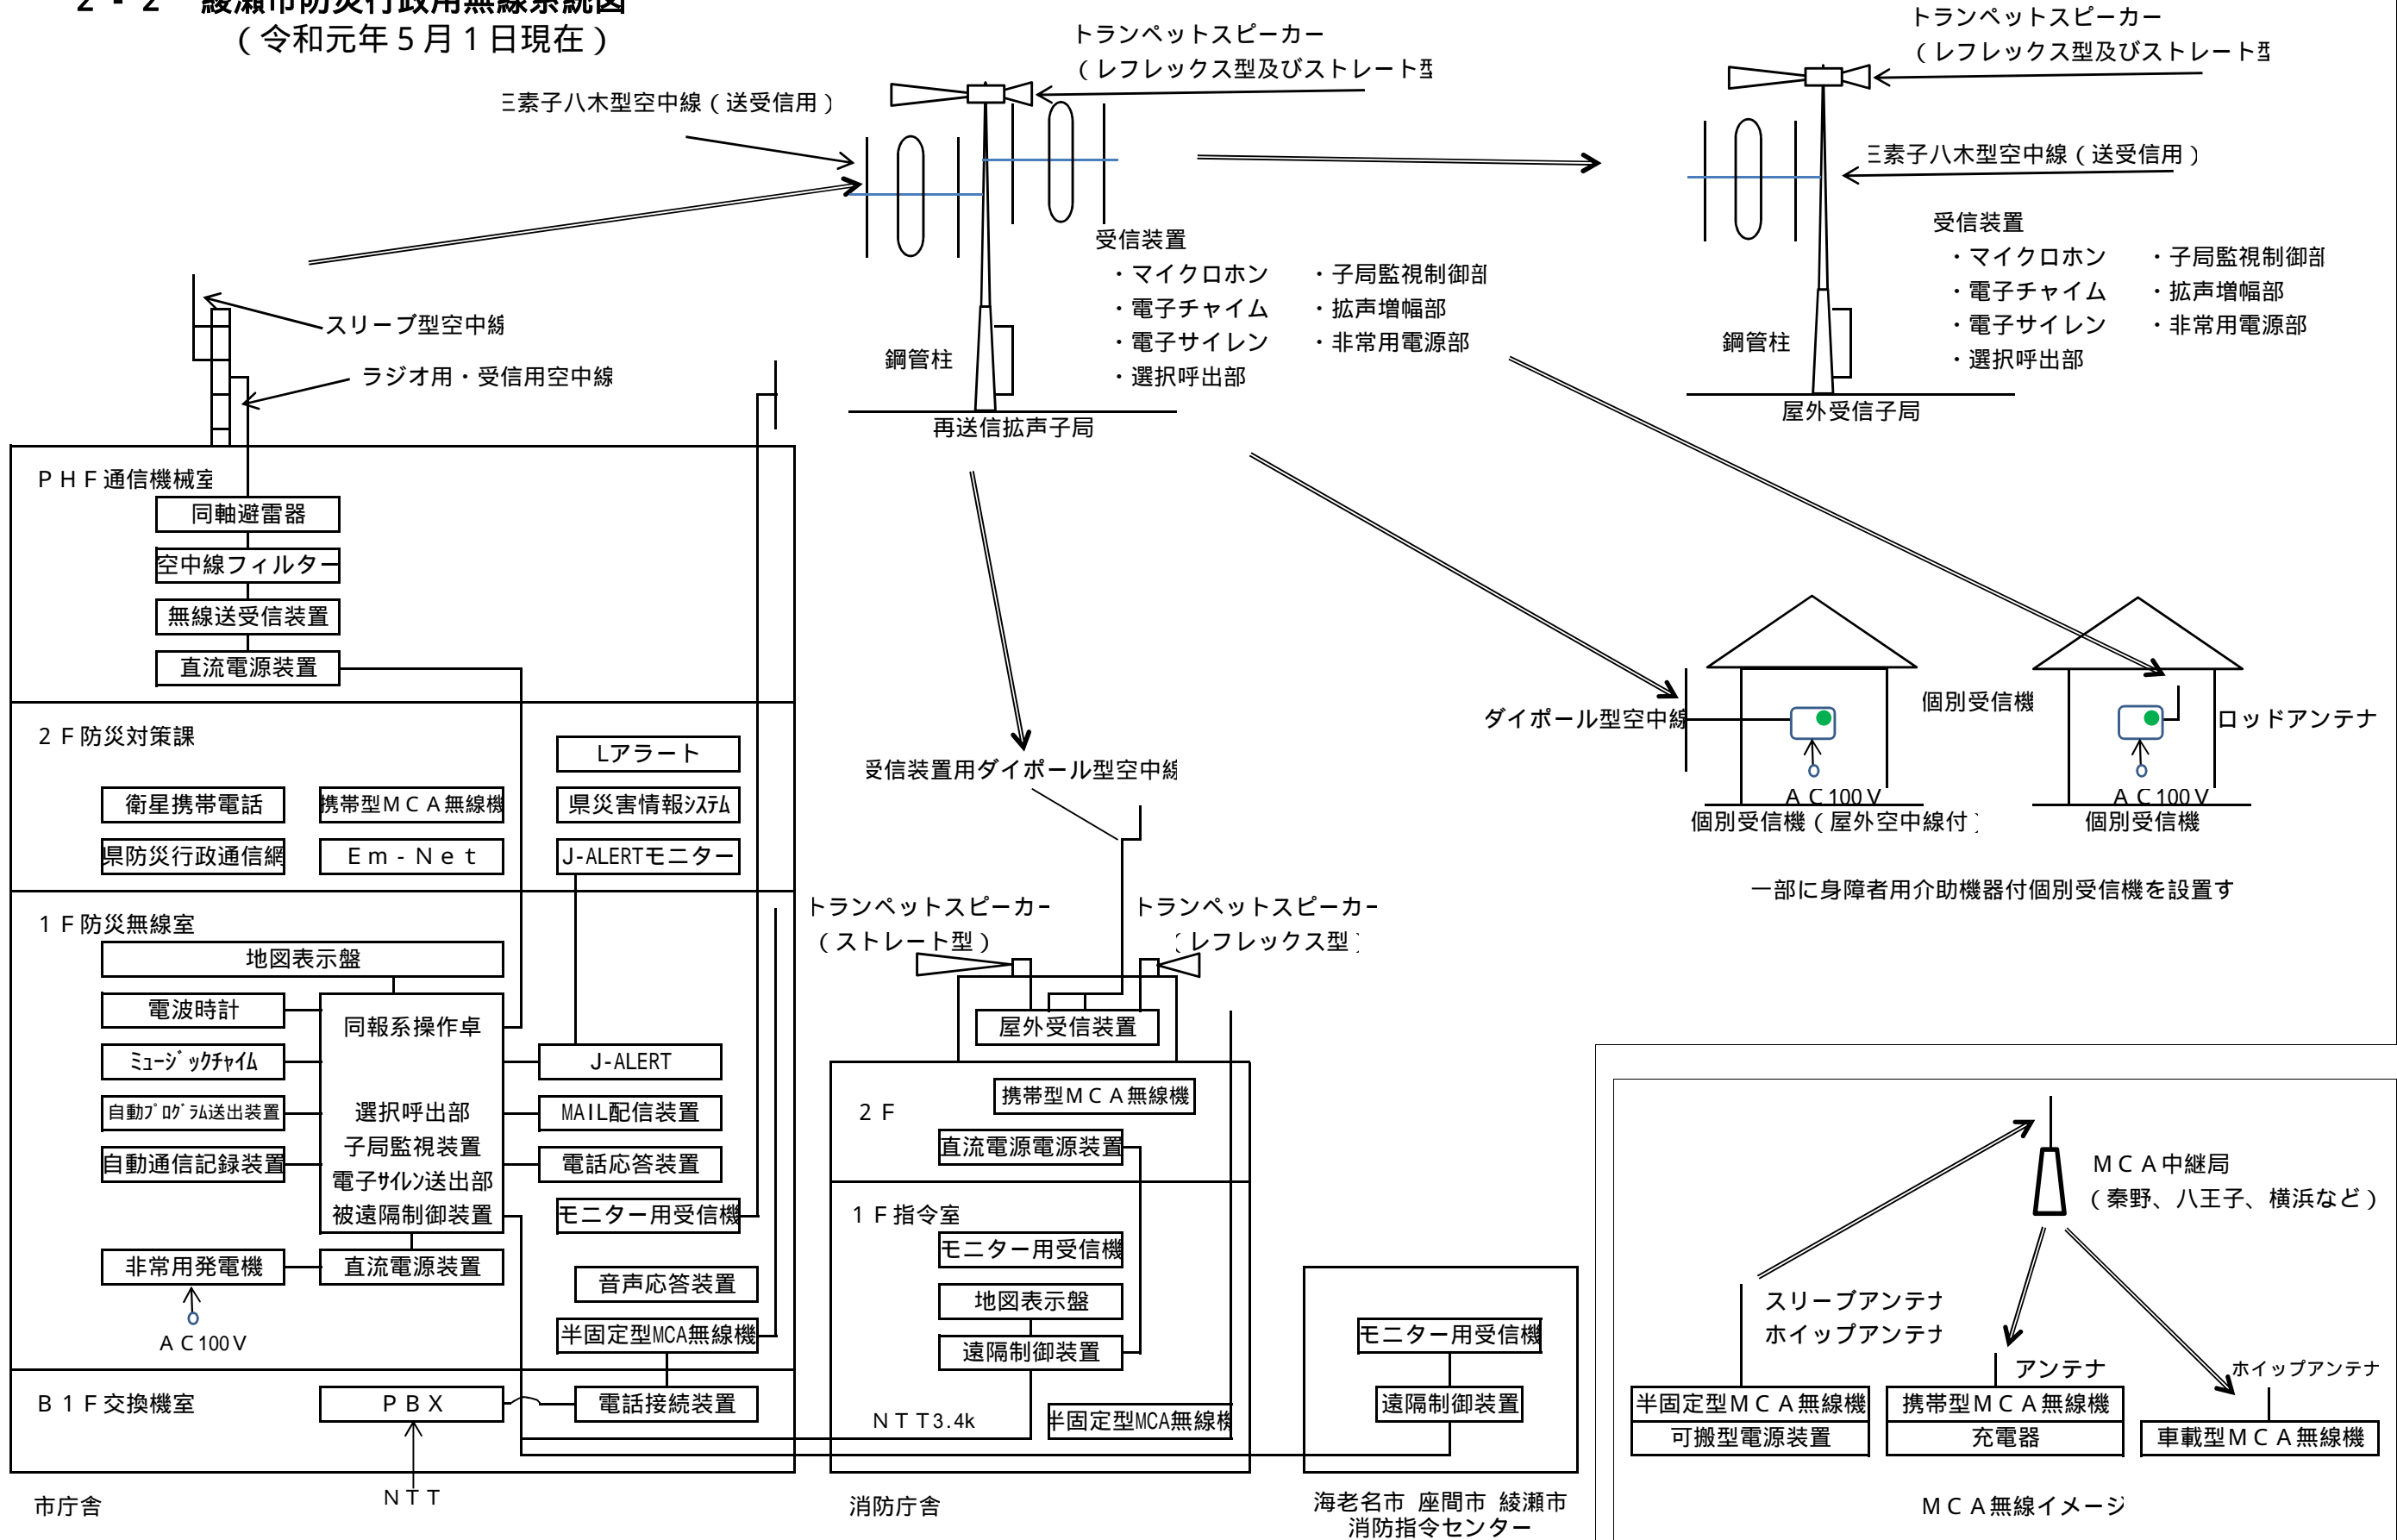 2-2 綾瀬市防災行政用無線系統図
(令和元年5月1日現在)
トランペットスピーカー
(レフレックス型及びストレート型
トランペットスピーカー
(レフレックス型及びストレート型
三素子八木型空中線(送受信用)
三素子八木型空中線(送受信用)
受信装置
・マイクロホン ・子局監視制御部
・電子チャイム ・拡声増幅部
・電子サイレン ・非常用電源部
・選択呼出部
鋼管柱
再送信拡声子局
受信装置
・マイクロホン ・子局監視制御部
・電子チャイム ・拡声増幅部
・電子サイレン ・非常用電源部
・選択呼出部
鋼管柱
屋外受信子局
スリーブ型空中線
ラジオ用・受信用空中線
PHF通信機械室
同軸避雷器
空中線フィルター
無線送受信装置
直流電源装置
2F防災対策課
Lアラート
衛星携帯電話
携帯型MCA無線機
県災害情報システム
県防災行政通信網
Em-Net
J-ALERTモニター
1F防災無線室
地図表示盤
電波時計
同報系操作卓
ミュージックチャイム
J-ALERT
自動プログラム送出装置
選択呼出部
MAIL配信装置
子局監視装置
自動通信記録装置
電子サイレン送出部
電話応答装置
被遠隔制御装置
モニター用受信機
非常用発電機
直流電源装置
音声応答装置
AC100V
半固定型MCA無線機
B1F交換機室
PBX
電話接続装置
NTT
市庁舎
受信装置用ダイポール型空中線
トランペットスピーカー
(ストレート型)
トランペットスピーカー
(レフレックス型)
屋外受信装置
2F
携帯型MCA無線機
直流電源電源装置
1F指令室
モニター用受信機
地図表示盤
遠隔制御装置
NTT3.4k
半固定型MCA無線機
消防庁舎
モニター用受信機
遠隔制御装置
海老名市 座間市 綾瀬市
消防指令センター
ダイポール型空中線
個別受信機
ロッドアンテナ
AC100V
AC100V
個別受信機(屋外空中線付)
個別受信機
一部に身障者用介助機器付個別受信機を設置す
MCA中継局
(秦野、八王子、横浜など)
スリーブアンテナ
ホイップアンテナ
アンテナ
ホイップアンテナ
半固定型MCA無線機
携帯型MCA無線機
可搬型電源装置
充電器
車載型MCA無線機
MCA無線イメージ